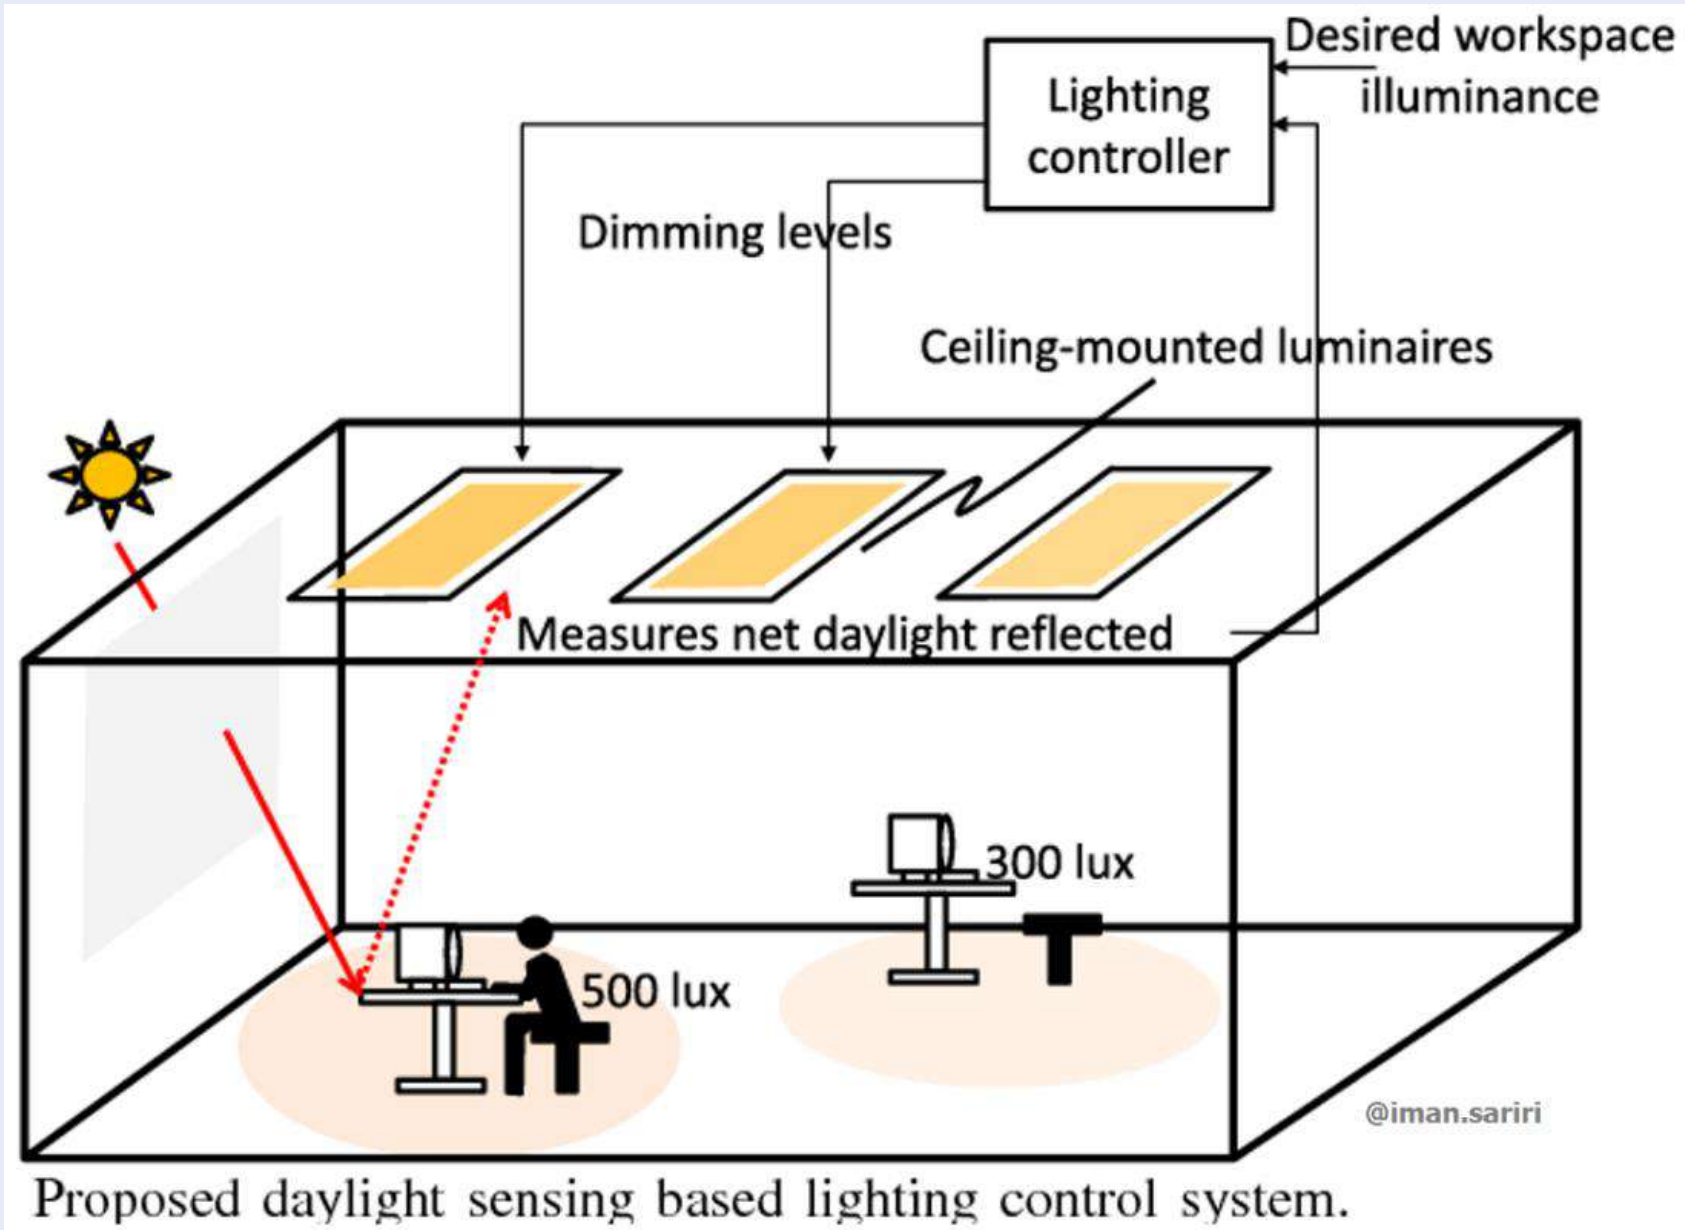 Desired workspace
illuminance
Lighting
controller
Dimming levels
Ceiling-mounted luminaires
Measures net daylight reflected
300 lux
500 lux
@iman.sariri
Proposed daylight sensing based lighting control system.